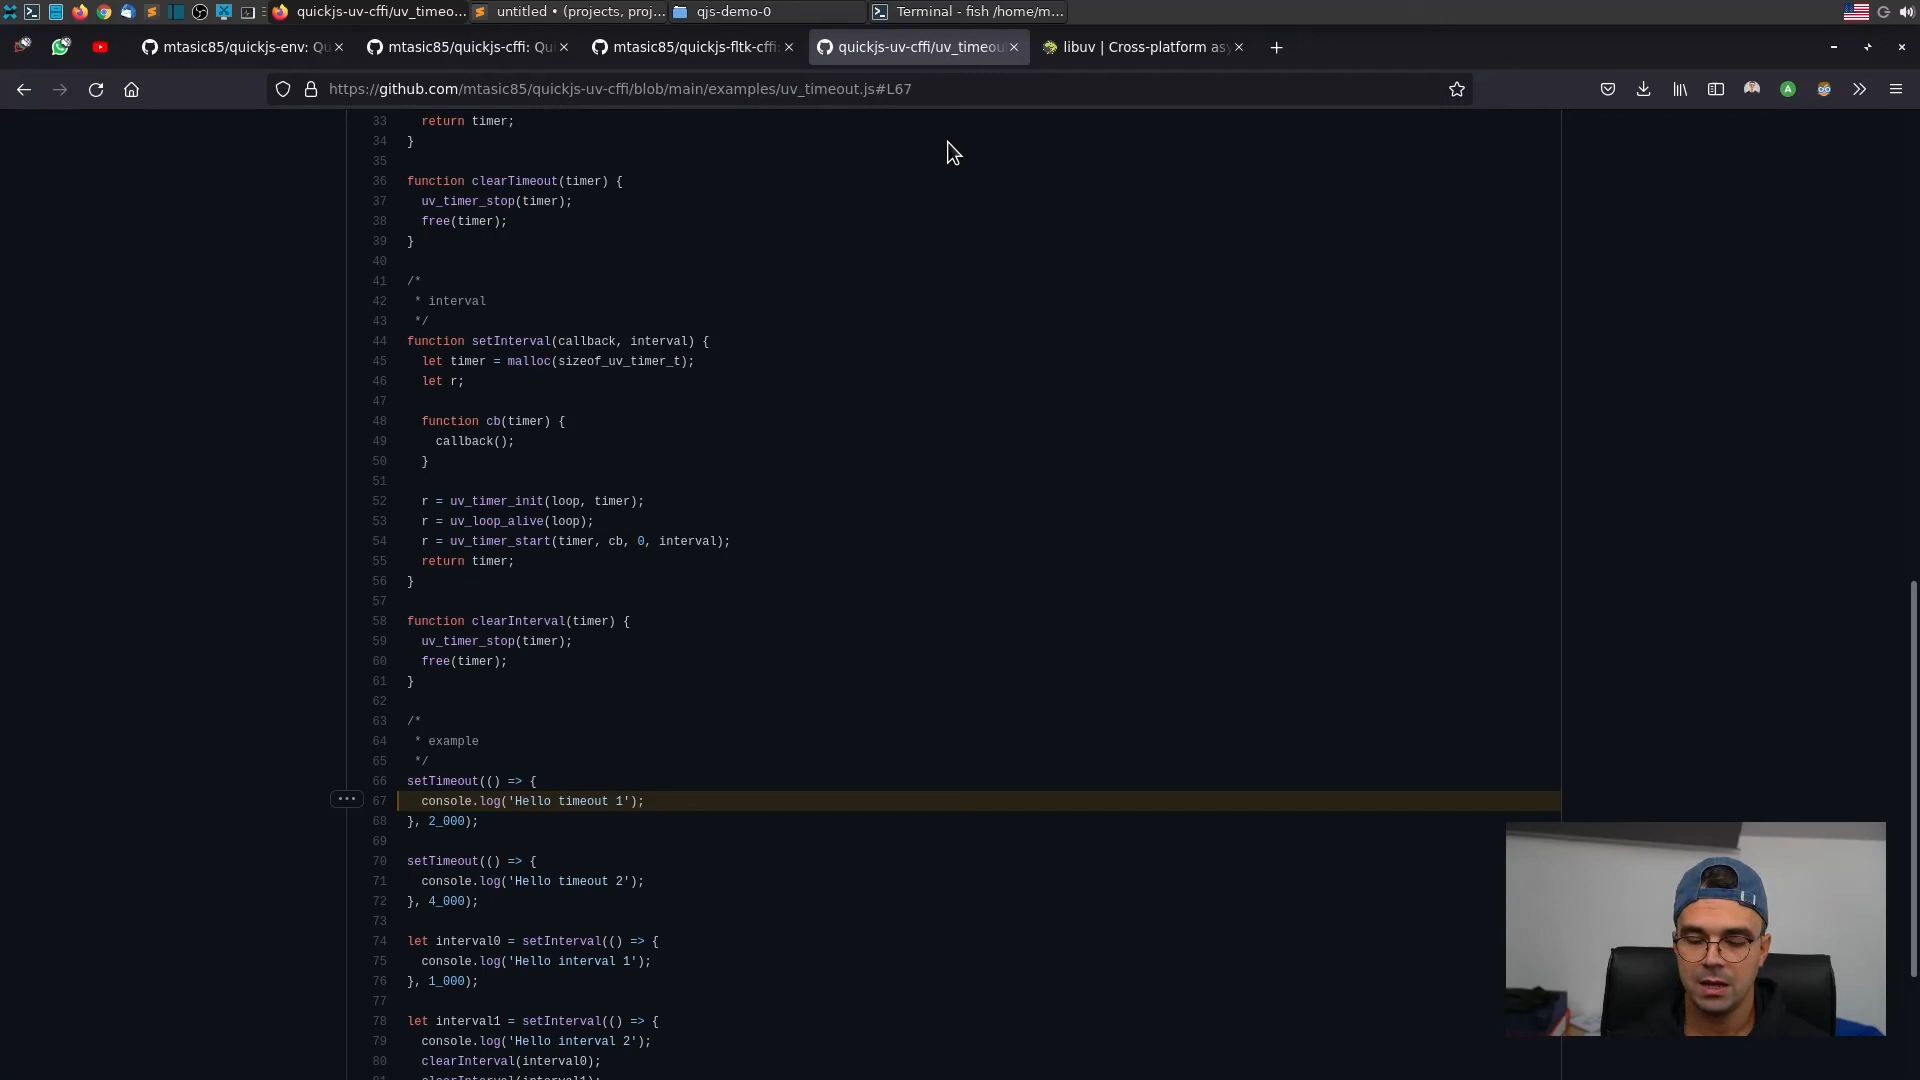 quickjs-uv-cffi/uv_timeo...
untitled • (projects, proj...
qjs-demo-0
Terminal - fish /home/m...
mtasic85/quickjs-env: Qu
mtasic85/quickjs-cffi: Qui
mtasic85/quickjs-fltk-cffi:
quickjs-uv-cffi/uv_timeou
libuv | Cross-platform asy
https://github.com/mtasic85/quickjs-uv-cffi/blob/main/examples/uv_timeout.js#L67
33 return timer;
34 }
35
36 function clearTimeout(timer) {
37 uv_timer_stop(timer);
38 free(timer);
39 }
40
41 /*
42 * interval
43 */
44 function setInterval(callback, interval) {
45 let timer = malloc(sizeof_uv_timer_t);
46 let r;
47
48 function cb(timer) {
49 callback();
50 }
51
52 r = uv_timer_init(loop, timer);
53 r = uv_loop_alive(loop);
54 r = uv_timer_start(timer, cb, 0, interval);
55 return timer;
56 }
57
58 function clearInterval(timer) {
59 uv_timer_stop(timer);
60 free(timer);
61 }
62
63 /*
64 * example
65 */
66 setTimeout(() => {
67 console.log('Hello timeout 1');
68 }, 2_000);
69
70 setTimeout(() => {
71 console.log('Hello timeout 2');
72 }, 4_000);
73
74 let interval0 = setInterval(() => {
75 console.log('Hello interval 1');
76 }, 1_000);
77
78 let interval1 = setInterval(() => {
79 console.log('Hello interval 2');
80 clearInterval(interval0);
81 clearInterval(interval1);